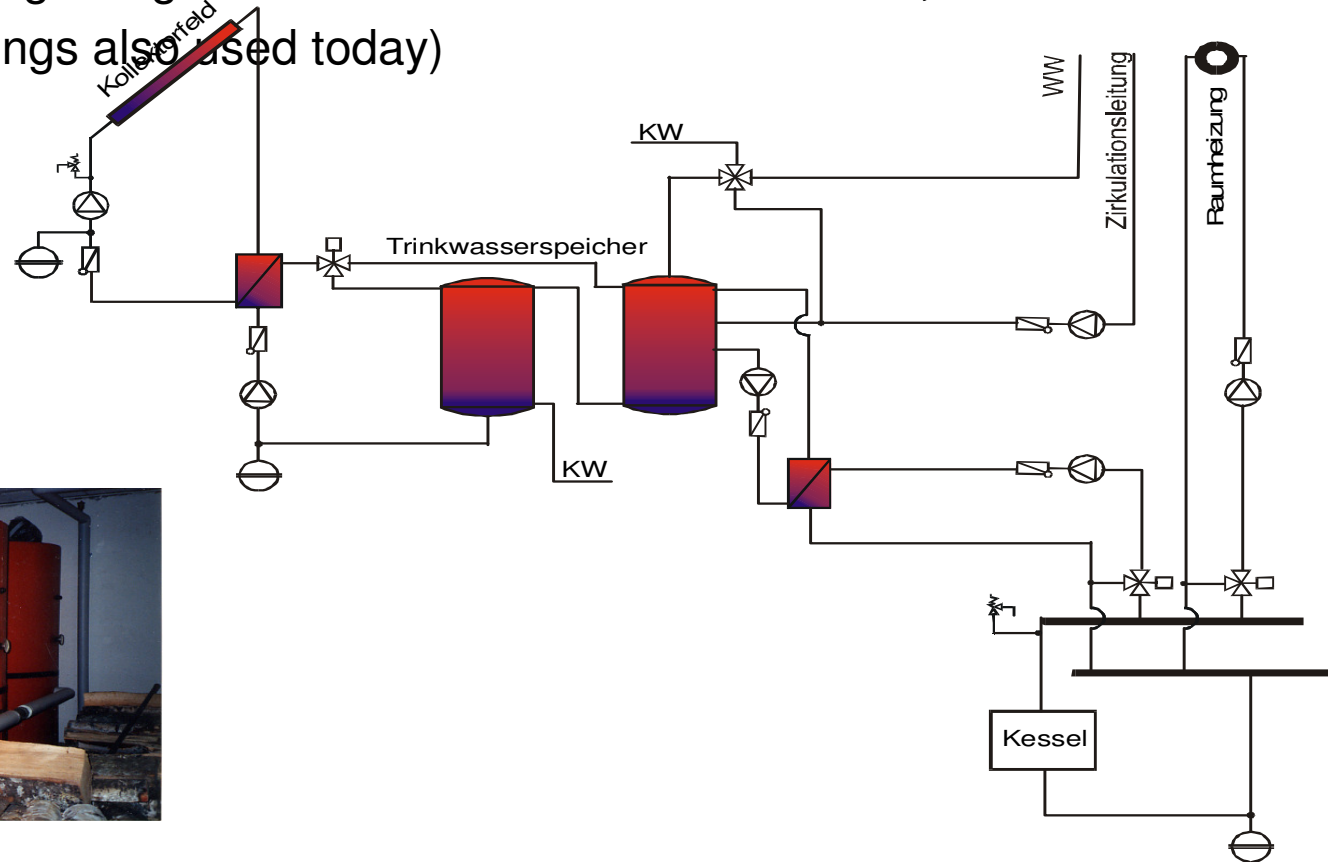 ngs also used today)
Kollektorfeld
KW
WW
Zirkulationsleitung
Raumheizung
Trinkwasserspeicher
KW
Kessel